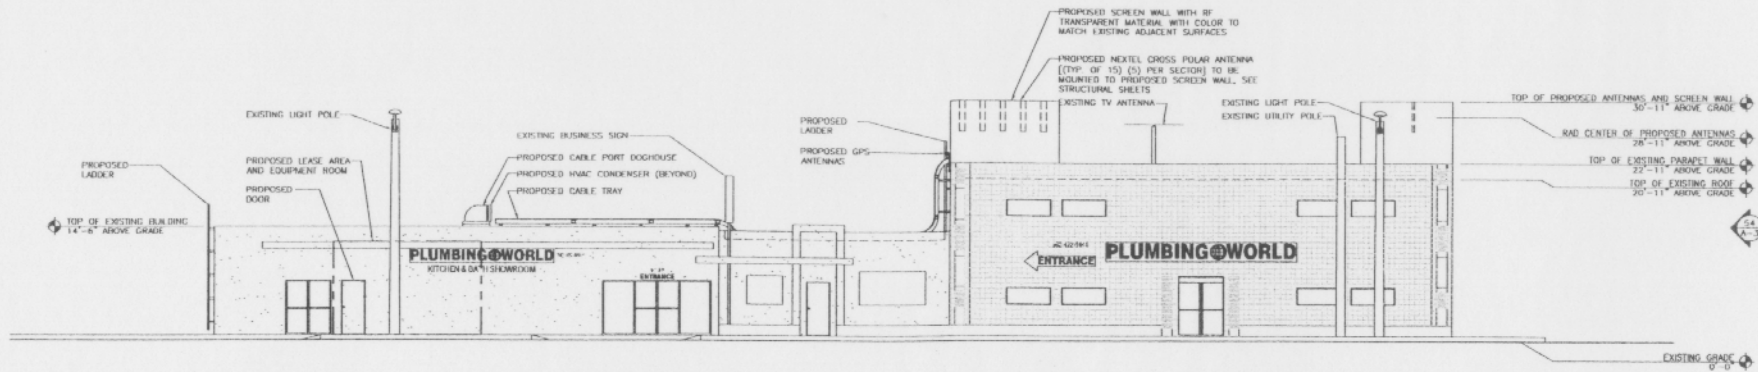 PROPOSED SCREEN WALL WITH RF
TRANSPARENT MATERIAL WITH COLOR TO
MATCH EXISTING ADJACENT SURFACES
PROPOSED NEXTEL CROSS POLAR ANTENNA
[(TYP. OF 15) (5) PER SECTOR] TO BE
MOUNTED TO PROPOSED SCREEN WALL, SEE
STRUCTURAL SHEETS
EXISTING TV ANTENNA
EXISTING LIGHT POLE
EXISTING UTILITY POLE
TOP OF PROPOSED ANTENNAS AND SCREEN WALL
30'-11" ABOVE GRADE
RAD CENTER OF PROPOSED ANTENNAS
28'-11" ABOVE GRADE
TOP OF EXISTING PARAPET WALL
22'-11" ABOVE GRADE
TOP OF EXISTING ROOF
20'-11" ABOVE GRADE
EXISTING LIGHT POLE
EXISTING BUSINESS SIGN
PROPOSED
LADDER
PROPOSED GPS
ANTENNAS
PROPOSED
LADDER
PROPOSED LEASE AREA
AND EQUIPMENT ROOM
PROPOSED
DOOR
PROPOSED CABLE PORT DOGHOUSE
PROPOSED HVAC CONDENSER (BEYOND)
PROPOSED CABLE TRAY
TOP OF EXISTING BUILDING
14'-6" ABOVE GRADE
PLUMBING WORLD
KITCHEN & BATH SHOWROOM
ENTRANCE
ENTRANCE
PLUMBING WORLD
S4
A-3
EXISTING GRADE
0'-0"